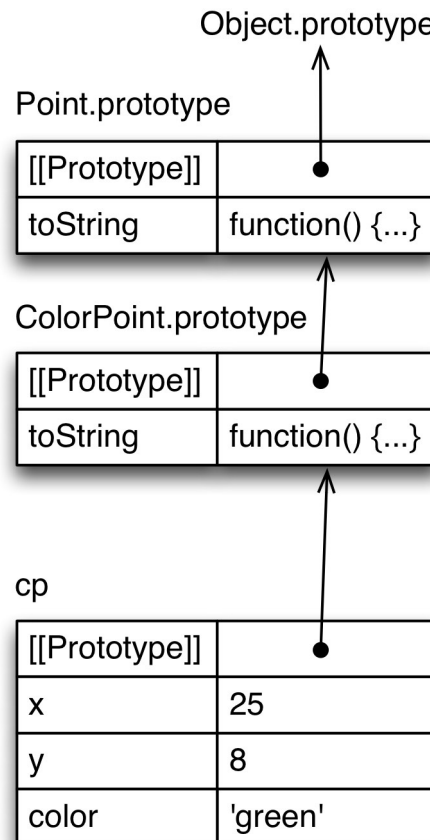 Object.prototype
Point.prototype
[[Prototype]]
toString function() {...}
ColorPoint.prototype
[[Prototype]]
toString function() {...}
cp
[[Prototype]]
x 25
y 8
color 'green'